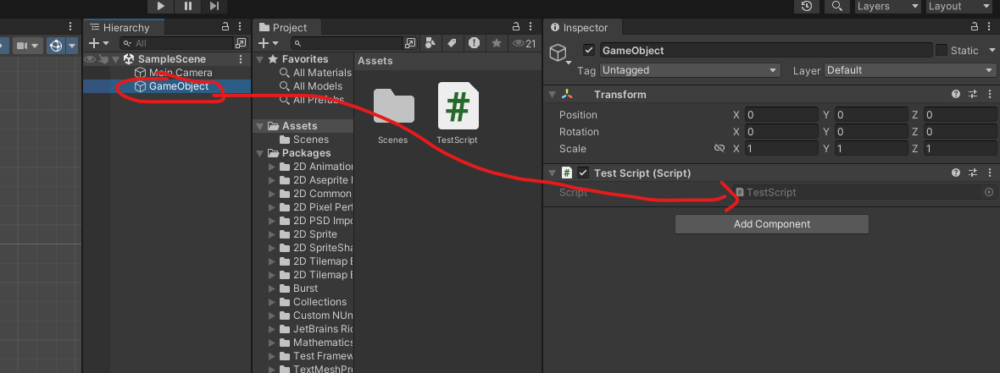 Layers
Layout
Hierarchy
All
SampleScene
Main Camera
GameObject
Project
21
Favorites
All Materials
All Models
All Prefabs
Assets
Scenes
Packages
2D Animation
2D Aseprite I
2D Common
2D Pixel Perf
2D PSD Impo
2D Sprite
2D SpriteSha
2D Tilemap E
2D Tilemap E
Burst
Collections
Custom NUn
JetBrains Rid
Mathematics
Test Framew
TextMeshPro
Assets
Scenes
TestScript
Inspector
GameObject
Static
Tag Untagged Layer Default
Transform
Position X 0 Y 0 Z 0
Rotation X 0 Y 0 Z 0
Scale X 1 Y 1 Z 1
# Test Script (Script)
Script TestScript
Add Component